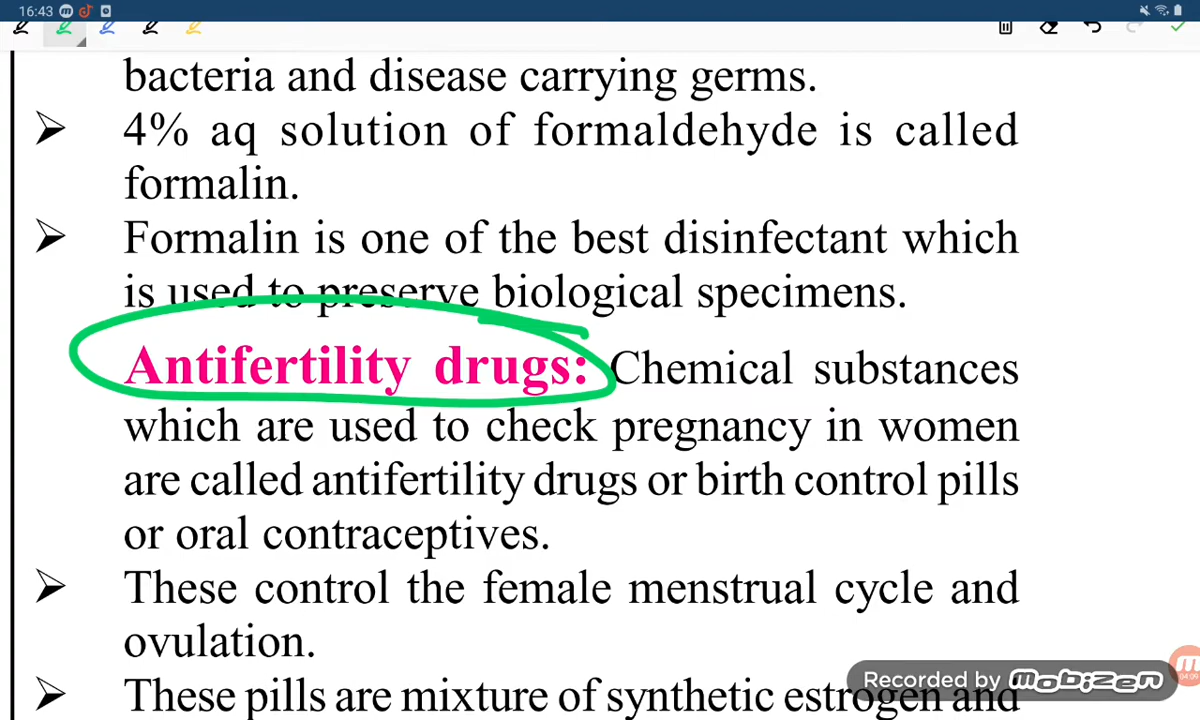 16:43
bacteria and disease carrying germs.
➢ 4% aq solution of formaldehyde is called
formalin.
➢ Formalin is one of the best disinfectant which
is used to preserve biological specimens.
Antifertility drugs: Chemical substances
which are used to check pregnancy in women
are called antifertility drugs or birth control pills
or oral contraceptives.
➢ These control the female menstrual cycle and
ovulation.
➢ These pills are mixture of synthetic estrogen and
Recorded by mobizen
04:09